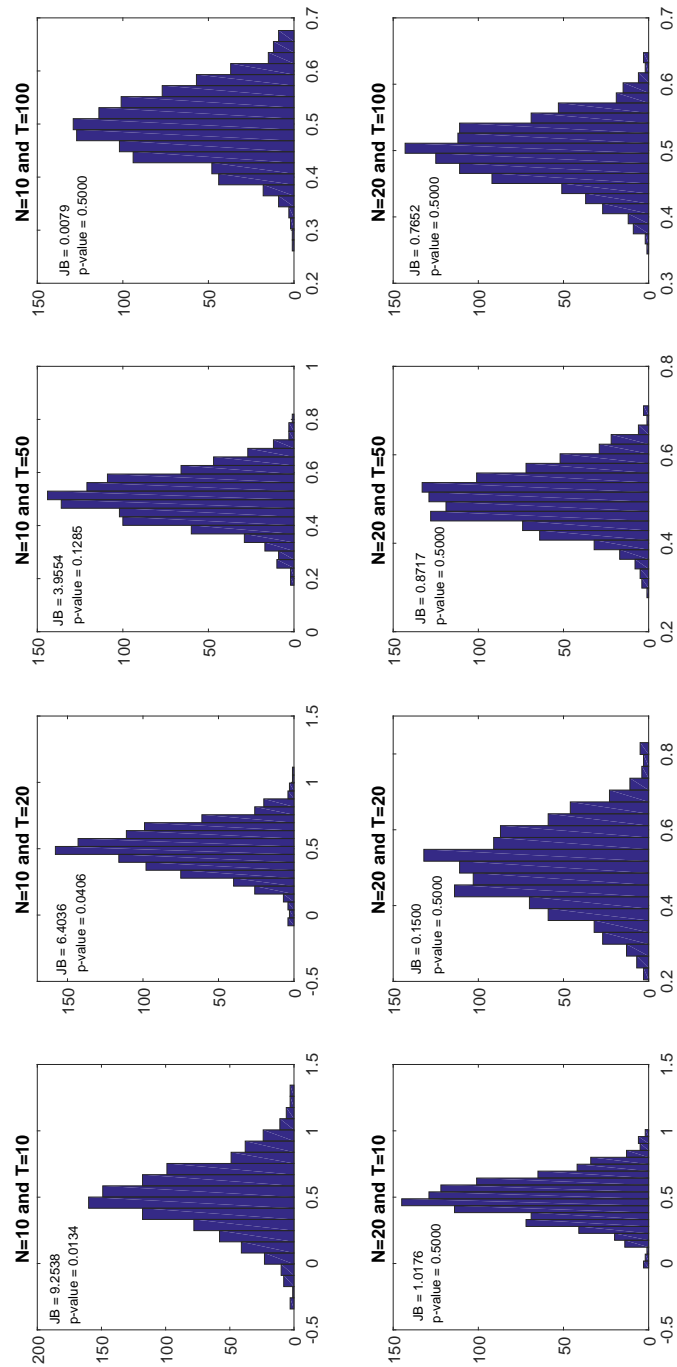 N=10 and T=10
JB = 9.2538
p-value = 0.0134
200
150
100
50
0
-0.5 0 0.5 1 1.5
N=10 and T=20
JB = 6.4036
p-value = 0.0406
150
100
50
0
-0.5 0 0.5 1 1.5
N=10 and T=50
JB = 3.9554
p-value = 0.1285
150
100
50
0
0 0.2 0.4 0.6 0.8 1
N=10 and T=100
JB = 0.0079
p-value = 0.5000
150
100
50
0
0.2 0.3 0.4 0.5 0.6 0.7
N=20 and T=10
JB = 1.0176
p-value = 0.5000
150
100
50
0
-0.5 0 0.5 1 1.5
N=20 and T=20
JB = 0.1500
p-value = 0.5000
150
100
50
0
0.2 0.4 0.6 0.8
N=20 and T=50
JB = 0.8717
p-value = 0.5000
150
100
50
0
0.2 0.4 0.6 0.8
N=20 and T=100
JB = 0.7652
p-value = 0.5000
150
100
50
0
0.3 0.4 0.5 0.6 0.7